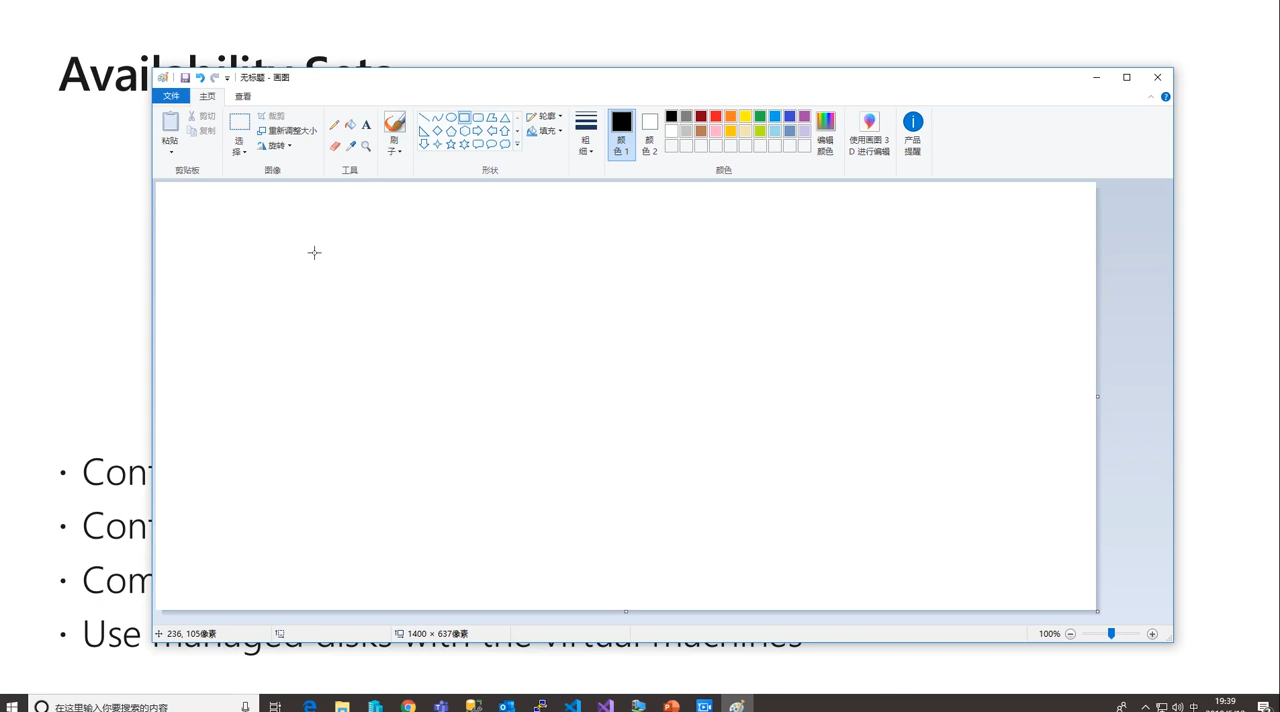 Availability Sets
无标题 - 画图
文件 主页 查看
粘贴
剪切
复制
剪贴板
选择
裁剪
重新调整大小
旋转
图像
A
工具
刷子
形状
轮廓
填充
粗细
颜色 1
颜色 2
编辑颜色
颜色
使用画图 3D 进行编辑
产品提醒
· Conf
· Conf
· Com
· Use managed disks with the virtual machines
236, 105像素
1400 × 637像素
100%
在这里输入你要搜索的内容
中
19:39